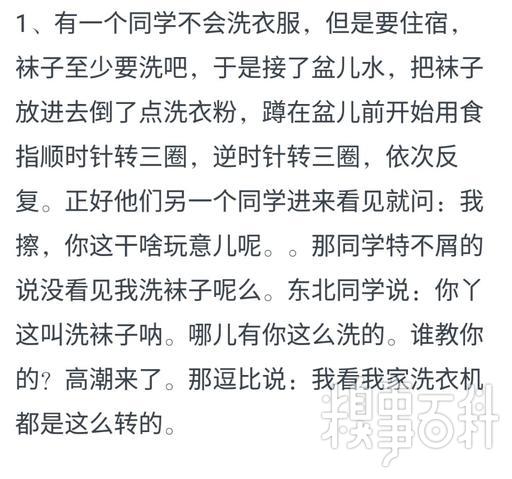 1、有一个同学不会洗衣服，但是要住宿，
袜子至少要洗吧，于是接了盆儿水，把袜子
放进去倒了点洗衣粉，蹲在盆儿前开始用食
指顺时针转三圈，逆时针转三圈，依次反
复。正好他们另一个同学进来看见就问：我
擦，你这干啥玩意儿呢。。那同学特不屑的
说没看见我洗袜子呢么。东北同学说：你丫
这叫洗袜子呐。哪儿有你这么洗的。谁教你
的？高潮来了。那逗比说：我看我家洗衣机
都是这么转的。
糗事百科